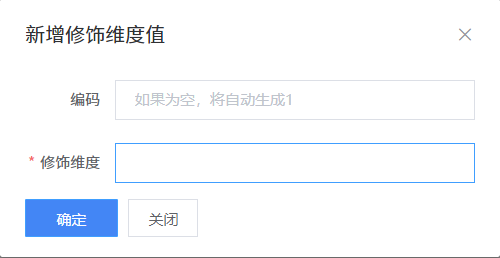 新增修饰维度值
编码
如果为空，将自动生成1
* 修饰维度
确定
关闭